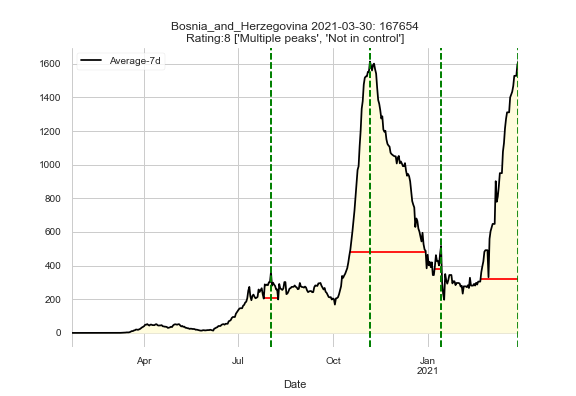 Bosnia_and_Herzegovina 2021-03-30: 167654
Rating:8 ['Multiple peaks', 'Not in control']
Average-7d
1600
1400
1200
1000
800
600
400
200
0
Apr
Jul
Oct
Jan
2021
Date